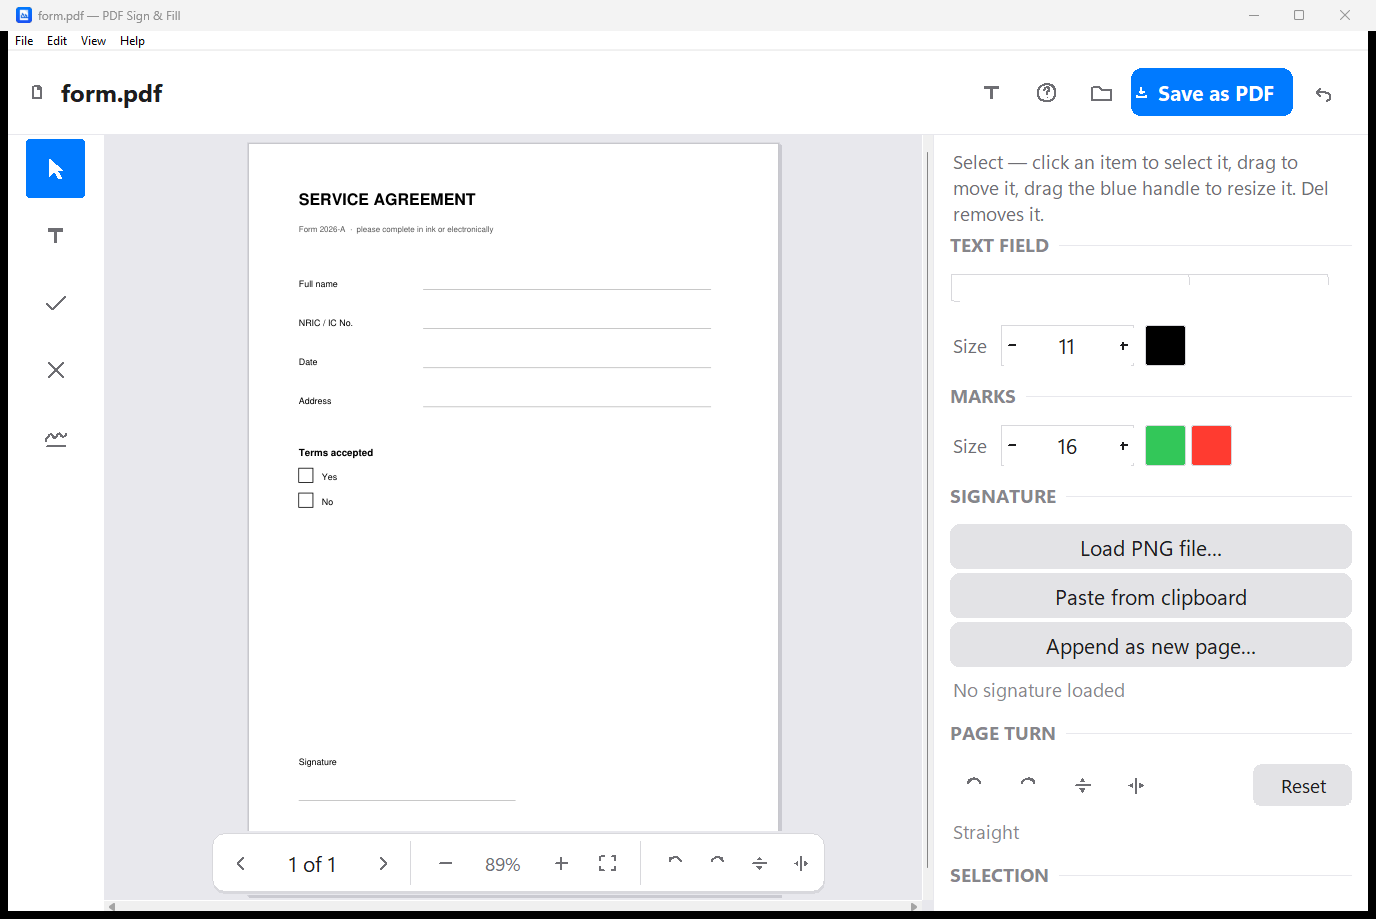 form.pdf — PDF Sign & Fill
File Edit View Help
form.pdf
Save as PDF
SERVICE AGREEMENT
Form 2026-A - please complete in ink or electronically
Full name
NRIC / IC No.
Date
Address
Terms accepted
Yes
No
Signature
1 of 1
89%
Select — click an item to select it, drag to
move it, drag the blue handle to resize it. Del
removes it.
TEXT FIELD
Size - 11 +
MARKS
Size - 16 +
SIGNATURE
Load PNG file...
Paste from clipboard
Append as new page...
No signature loaded
PAGE TURN
Reset
Straight
SELECTION